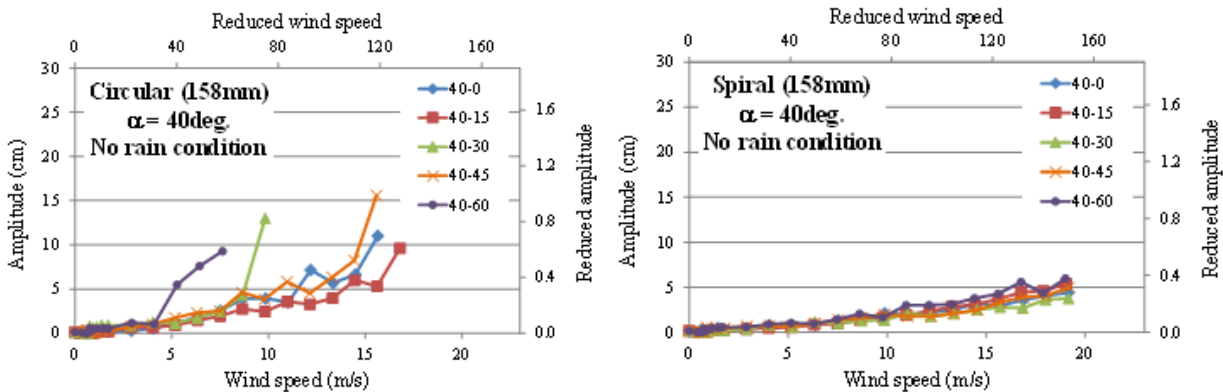 Reduced wind speed
0 40 80 120 160
30
25
20
15
10
5
0
Amplitude (cm)
Circular (158mm)
α = 40deg.
No rain condition
40-0
40-15
40-30
40-45
40-60
1.6
1.2
0.8
0.4
0.0
Reduced amplitude
0 5 10 15 20
Wind speed (m/s)
Reduced wind speed
0 40 80 120 160
30
25
20
15
10
5
0
Amplitude (cm)
Spiral (158mm)
α = 40deg.
No rain condition
40-0
40-15
40-30
40-45
40-60
1.6
1.2
0.8
0.4
0.0
Reduced amplitude
0 5 10 15 20
Wind speed (m/s)